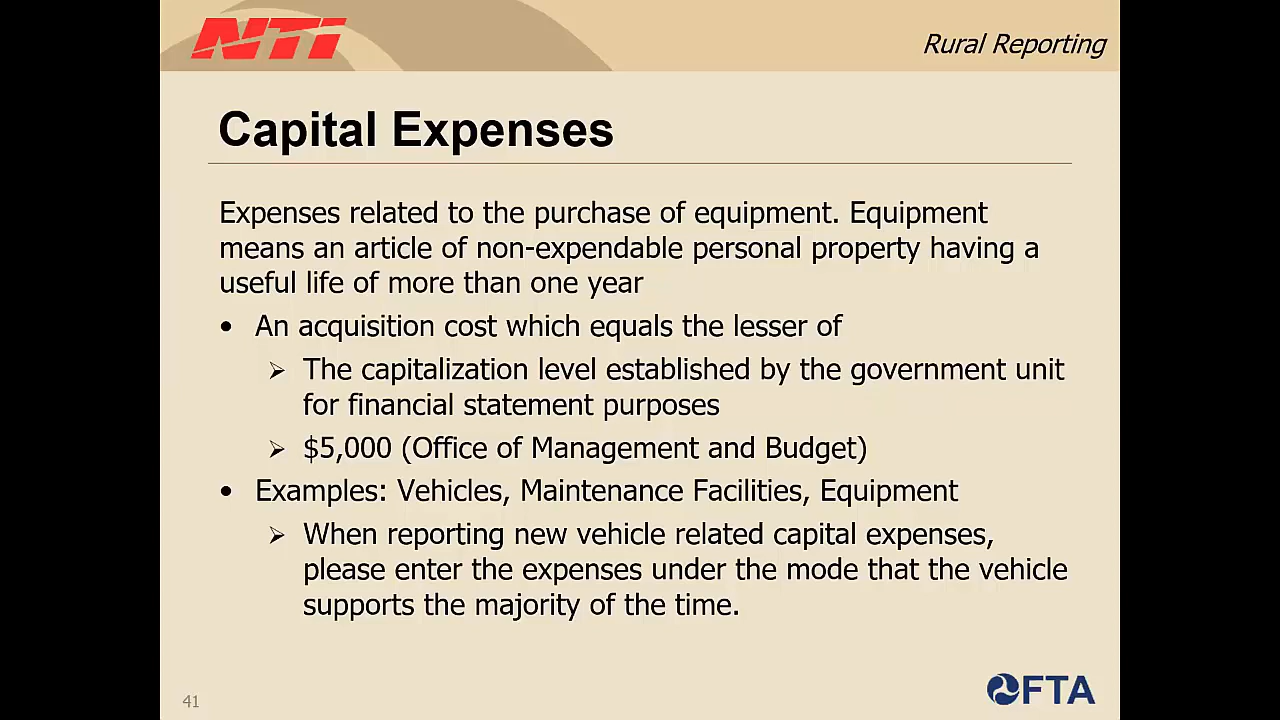 NTI
Rural Reporting
Capital Expenses
Expenses related to the purchase of equipment. Equipment
means an article of non-expendable personal property having a
useful life of more than one year
• An acquisition cost which equals the lesser of
➢ The capitalization level established by the government unit
for financial statement purposes
➢ $5,000 (Office of Management and Budget)
• Examples: Vehicles, Maintenance Facilities, Equipment
➢ When reporting new vehicle related capital expenses,
please enter the expenses under the mode that the vehicle
supports the majority of the time.
41
FTA